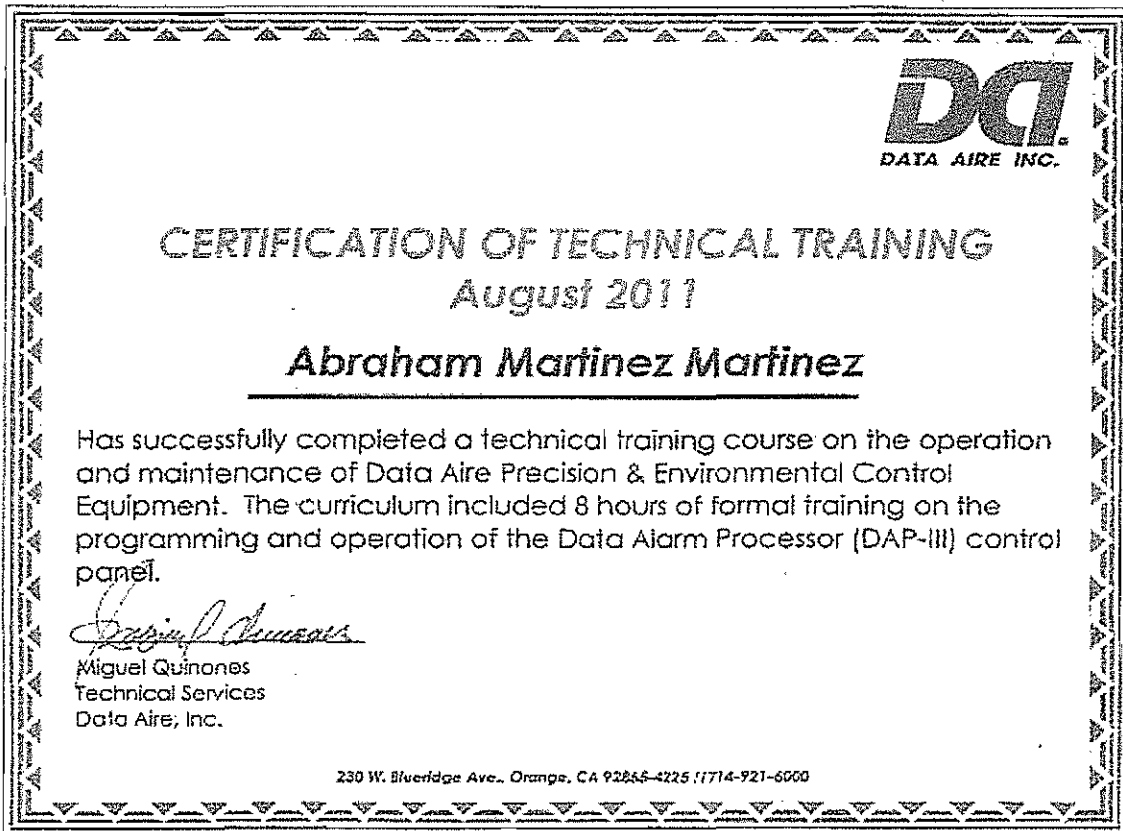 DA.
DATA AIRE INC.
CERTIFICATION OF TECHNICAL TRAINING
August 2011
Abraham Martinez Martinez
Has successfully completed a technical training course on the operation
and maintenance of Data Aire Precision & Environmental Control
Equipment. The curriculum included 8 hours of formal training on the
programming and operation of the Data Alarm Processor (DAP-III) control
panel.
Miguel Quinones
Technical Services
Data Aire, Inc.
230 W. Blueridge Ave., Orange, CA 92865-4225 / 714-921-6000